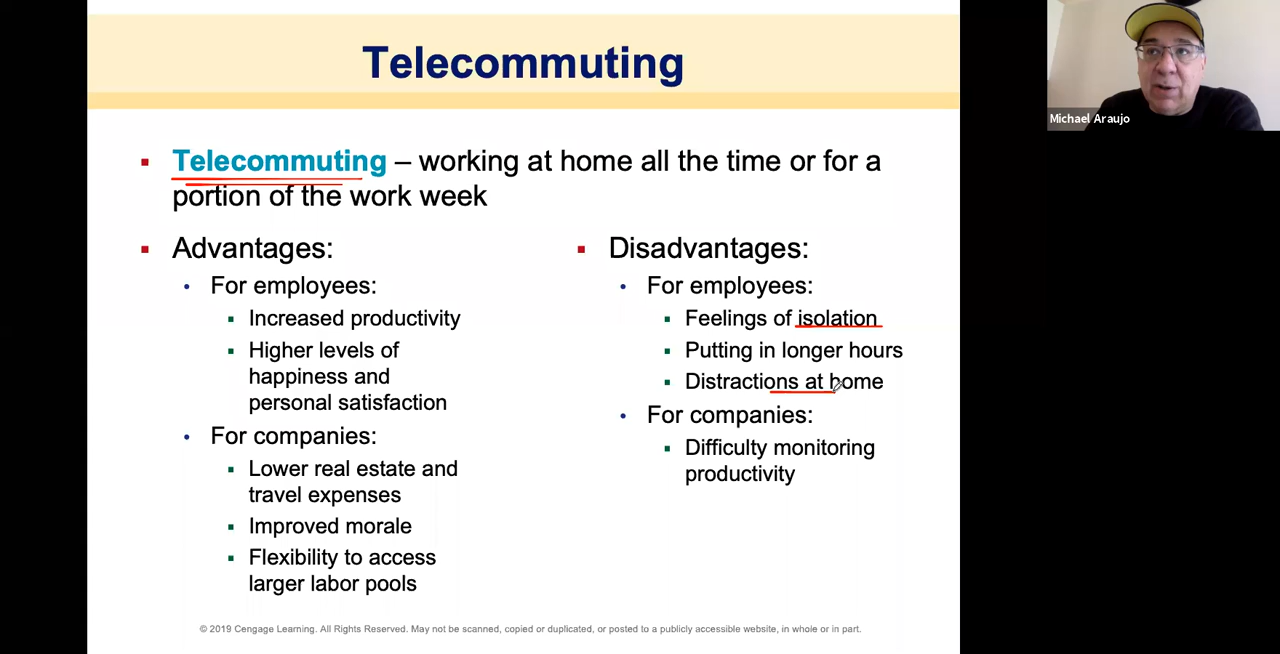 Telecommuting
Michael Araujo
▪ Telecommuting – working at home all the time or for a
portion of the work week
▪ Advantages:
• For employees:
▪ Increased productivity
▪ Higher levels of
happiness and
personal satisfaction
• For companies:
▪ Lower real estate and
travel expenses
▪ Improved morale
▪ Flexibility to access
larger labor pools
▪ Disadvantages:
• For employees:
▪ Feelings of isolation
▪ Putting in longer hours
▪ Distractions at home
• For companies:
▪ Difficulty monitoring
productivity
© 2019 Cengage Learning. All Rights Reserved. May not be scanned, copied or duplicated, or posted to a publicly accessible website, in whole or in part.